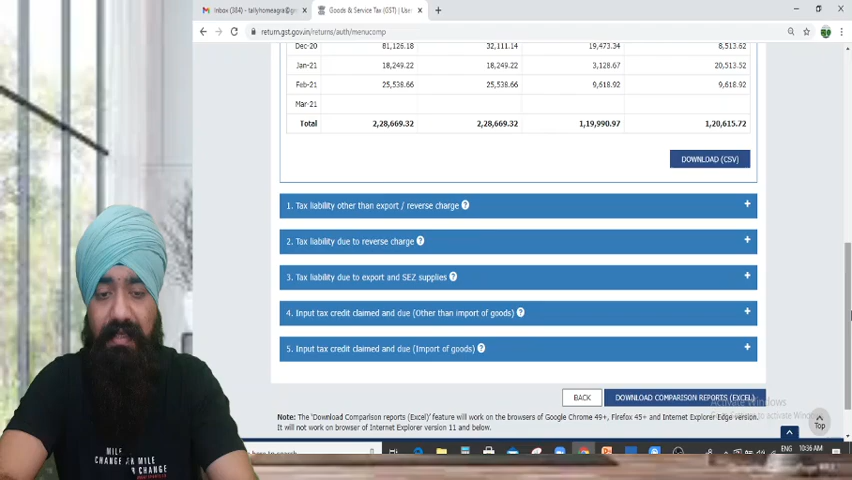 Inbox (384) - tallyhomeagra@gm
Goods & Service Tax (GST) | User
return.gst.gov.in/returns/auth/menucomp
Dec-20 81,126.18 32,111.14 19,473.34 8,513.62
Jan-21 18,249.22 18,249.22 3,128.67 20,513.52
Feb-21 25,538.66 25,538.66 9,618.92 9,618.92
Mar-21
Total 2,28,669.32 2,28,669.32 1,19,990.97 1,20,615.72
DOWNLOAD (CSV)
1. Tax liability other than export / reverse charge
2. Tax liability due to reverse charge
3. Tax liability due to export and SEZ supplies
4. Input tax credit claimed and due (Other than import of goods)
5. Input tax credit claimed and due (Import of goods)
BACK
DOWNLOAD COMPARISON REPORTS (EXCEL)
Activate Windows
Note: The 'Download Comparison reports (Excel)' feature will work on the browsers of Google Chrome 49+, Firefox 45+ and Internet Explorer Edge version.
It will not work on browser of Internet Explorer version 11 and below.
Top
here to search
ENG 10:36 AM
MILE
CHANGE A MILE
CHANGE